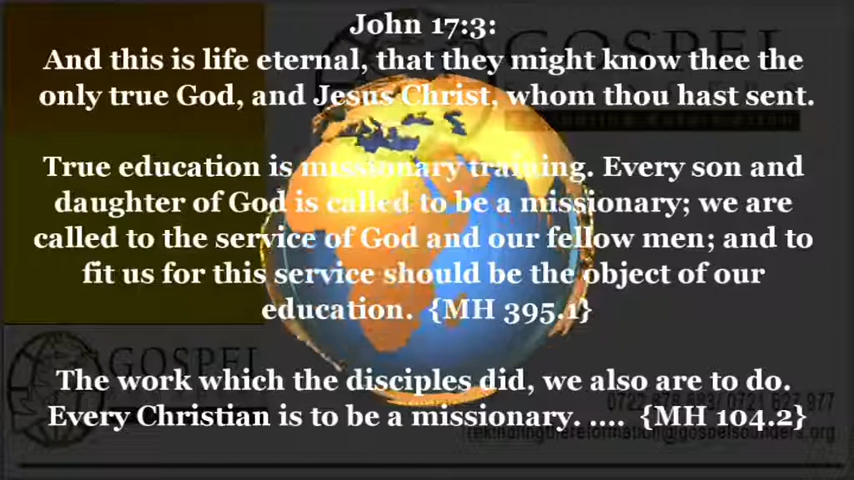 John 17:3:
And this is life eternal, that they might know thee the
only true God, and Jesus Christ, whom thou hast sent.
True education is missionary training. Every son and
daughter of God is called to be a missionary; we are
called to the service of God and our fellow men; and to
fit us for this service should be the object of our
education. {MH 395.1}
The work which the disciples did, we also are to do.
Every Christian is to be a missionary. .... {MH 104.2}
GOSPEL
GOSPEL